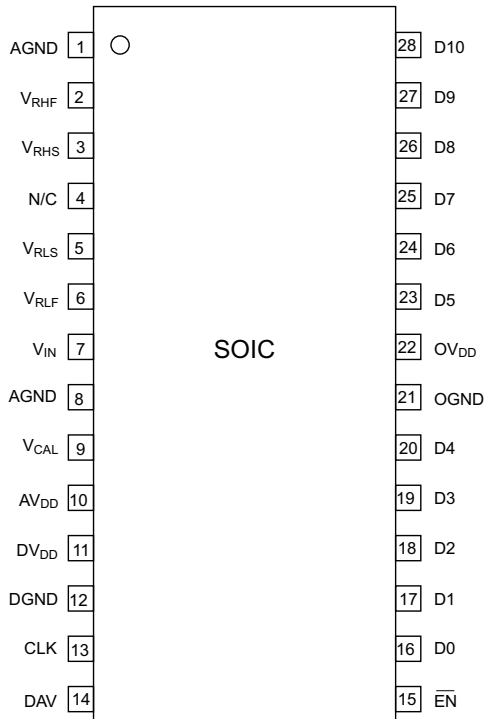 AGND 1 28 D10
V_RHF 2 27 D9
V_RHS 3 26 D8
N/C 4 25 D7
V_RLS 5 24 D6
V_RLF 6 23 D5
V_IN 7 SOIC 22 OV_DD
AGND 8 21 OGND
V_CAL 9 20 D4
AV_DD 10 19 D3
DV_DD 11 18 D2
DGND 12 17 D1
CLK 13 16 D0
DAV 14 15 E̅N̅